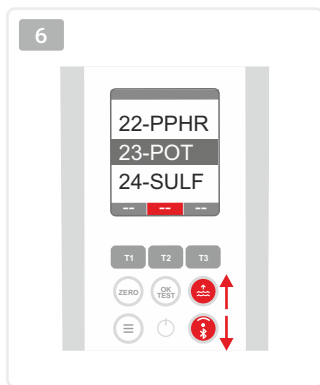 6
22-PPHR
23-POT
24-SULF
-- -- --
T1 T2 T3
ZERO OK TEST